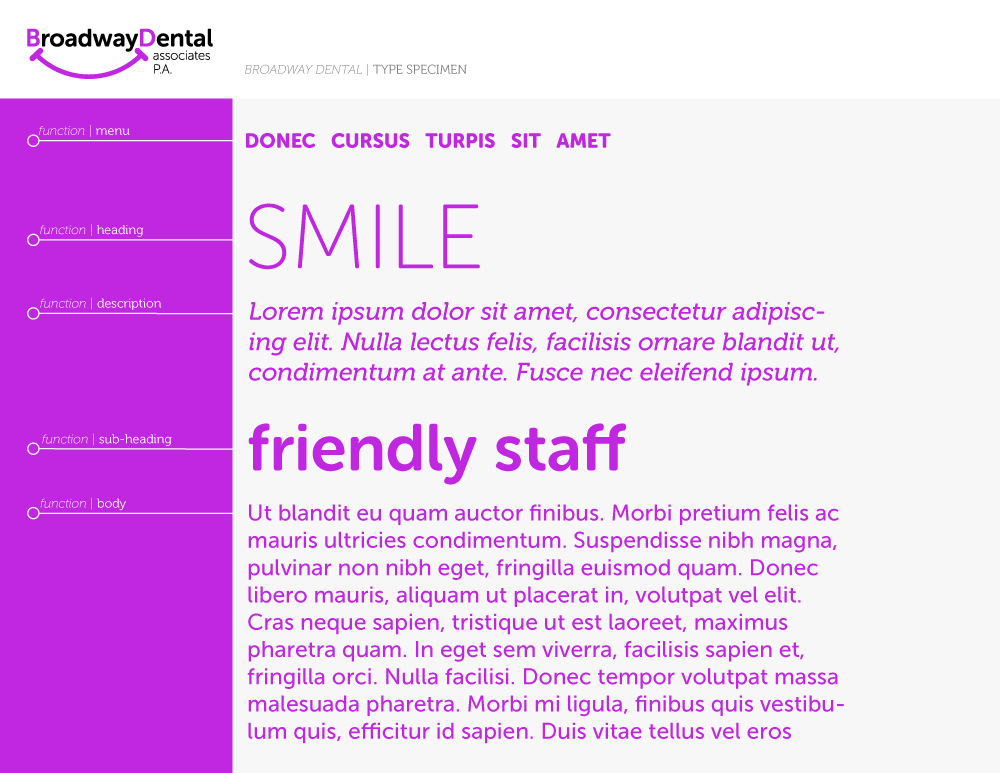 BroadwayDental
associates
P.A.
BROADWAY DENTAL | TYPE SPECIMEN
function | menu
DONEC CURSUS TURPIS SIT AMET
function | heading
SMILE
function | description
Lorem ipsum dolor sit amet, consectetur adipisc-
ing elit. Nulla lectus felis, facilisis ornare blandit ut,
condimentum at ante. Fusce nec eleifend ipsum.
function | sub-heading
friendly staff
function | body
Ut blandit eu quam auctor finibus. Morbi pretium felis ac
mauris ultricies condimentum. Suspendisse nibh magna,
pulvinar non nibh eget, fringilla euismod quam. Donec
libero mauris, aliquam ut placerat in, volutpat vel elit.
Cras neque sapien, tristique ut est laoreet, maximus
pharetra quam. In eget sem viverra, facilisis sapien et,
fringilla orci. Nulla facilisi. Donec tempor volutpat massa
malesuada pharetra. Morbi mi ligula, finibus quis vestibu-
lum quis, efficitur id sapien. Duis vitae tellus vel eros